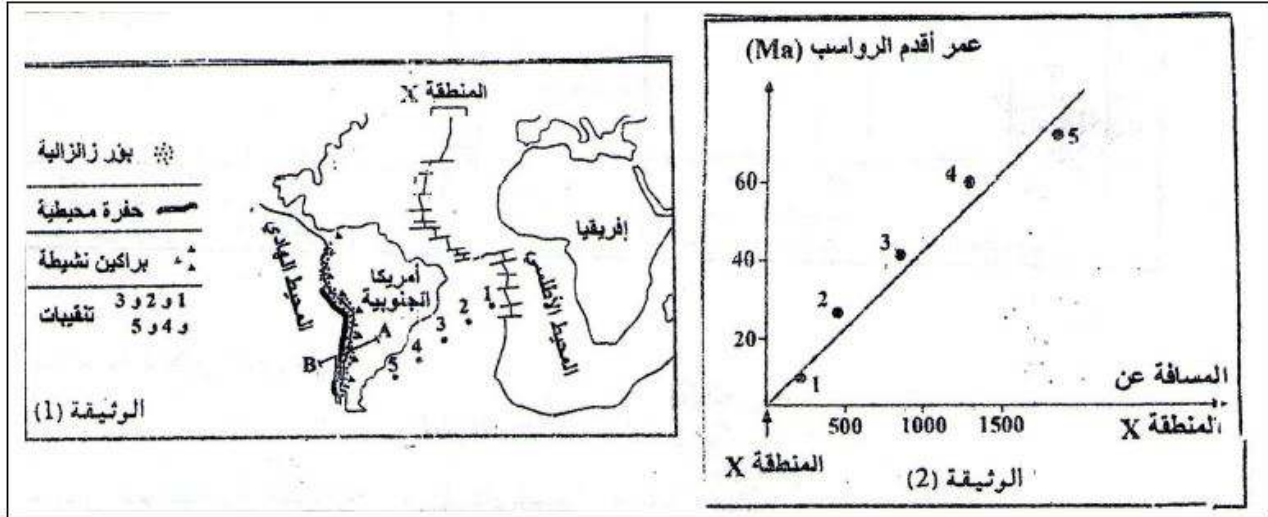 المنطقة X
بؤر زلزالية
حفرة محيطية
براكين نشيطة
1 و 2 و 3
و 4 و 5
تنقيبات
المحيط الهادي
أمريكا
الجنوبية
إفريقيا
المحيط الأطلسي
1
2
3
4
5
A
B
الوثيقة (1)
عمر أقدم الرواسب (Ma)
60
40
20
5
4
3
2
1
500 1000 1500
المسافة عن
المنطقة X
المنطقة X
الوثيقة (2)